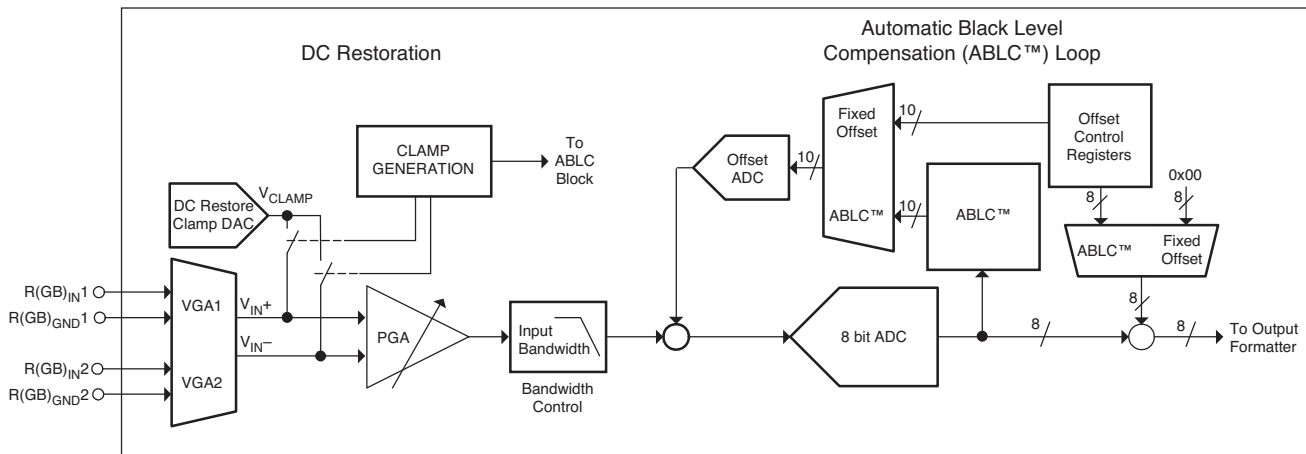 DC Restoration
Automatic Black Level
Compensation (ABLC™) Loop
CLAMP
GENERATION
To
ABLC
Block
Offset
ADC
10
Fixed
Offset
ABLC™
10
10
ABLC™
Offset
Control
Registers
8
0x00
8
ABLC™
Fixed
Offset
8
DC Restore
Clamp DAC
VCLAMP
R(GB)IN1
R(GB)GND1
R(GB)IN2
R(GB)GND2
VGA1
VGA2
VIN+
VIN–
PGA
Input
Bandwidth
Bandwidth
Control
8 bit ADC
8
8
To Output
Formatter